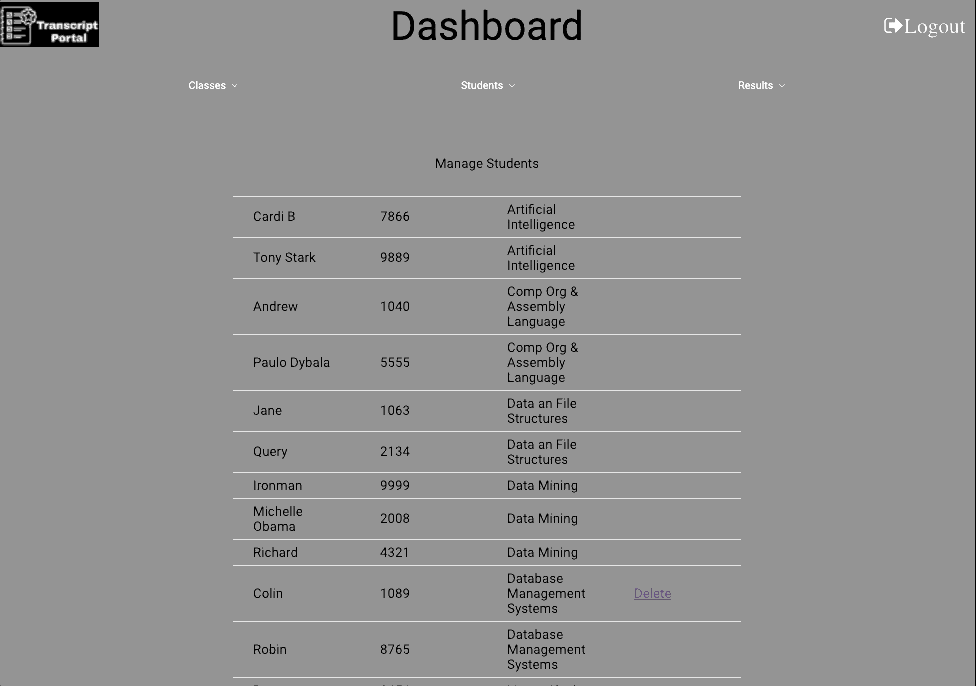 Transcript
Portal
Dashboard
Logout
Classes
Students
Results
Manage Students
Cardi B 7866 Artificial
Intelligence
Tony Stark 9889 Artificial
Intelligence
Andrew 1040 Comp Org &
Assembly
Language
Paulo Dybala 5555 Comp Org &
Assembly
Language
Jane 1063 Data an File
Structures
Query 2134 Data an File
Structures
Ironman 9999 Data Mining
Michelle
Obama 2008 Data Mining
Richard 4321 Data Mining
Colin 1089 Database
Management
Systems Delete
Robin 8765 Database
Management
Systems